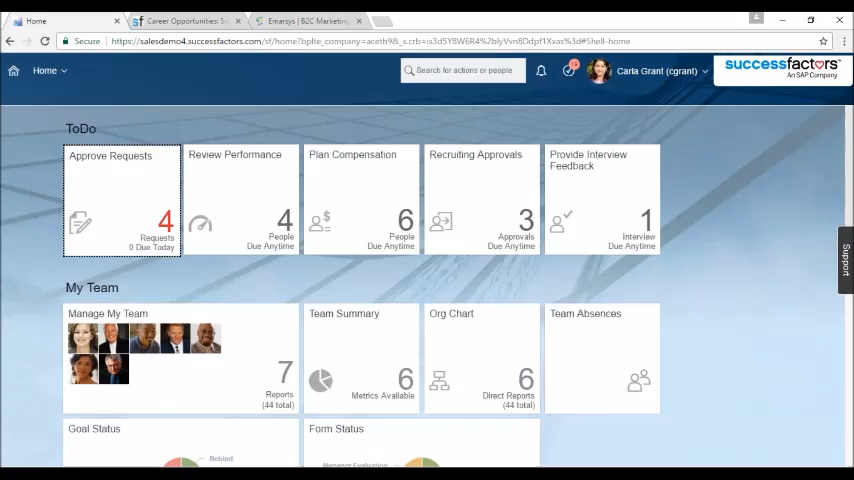 Home
Career Opportunities: S
Emarsys | B2C Marketing
Secure
https://salesdemo4.successfactors.com/sf/home?bplte_company=aceth9&_s.crb=is3d5Y8W6R4%2blyVvn8Ddpf1Xxas%3d#Shell-home
Home
Search for actions or people
19
Carla Grant (cgrant)
successfactors™
An SAP Company
ToDo
Approve Requests
4
Requests
0 Due Today
Review Performance
4
People
Due Anytime
Plan Compensation
6
People
Due Anytime
Recruiting Approvals
3
Approvals
Due Anytime
Provide Interview
Feedback
1
Interview
Due Anytime
Support
My Team
Manage My Team
7
Reports
(44 total)
Team Summary
6
Metrics Available
Org Chart
6
Direct Reports
(44 total)
Team Absences
Goal Status
Behind
Form Status
Manager Evaluation